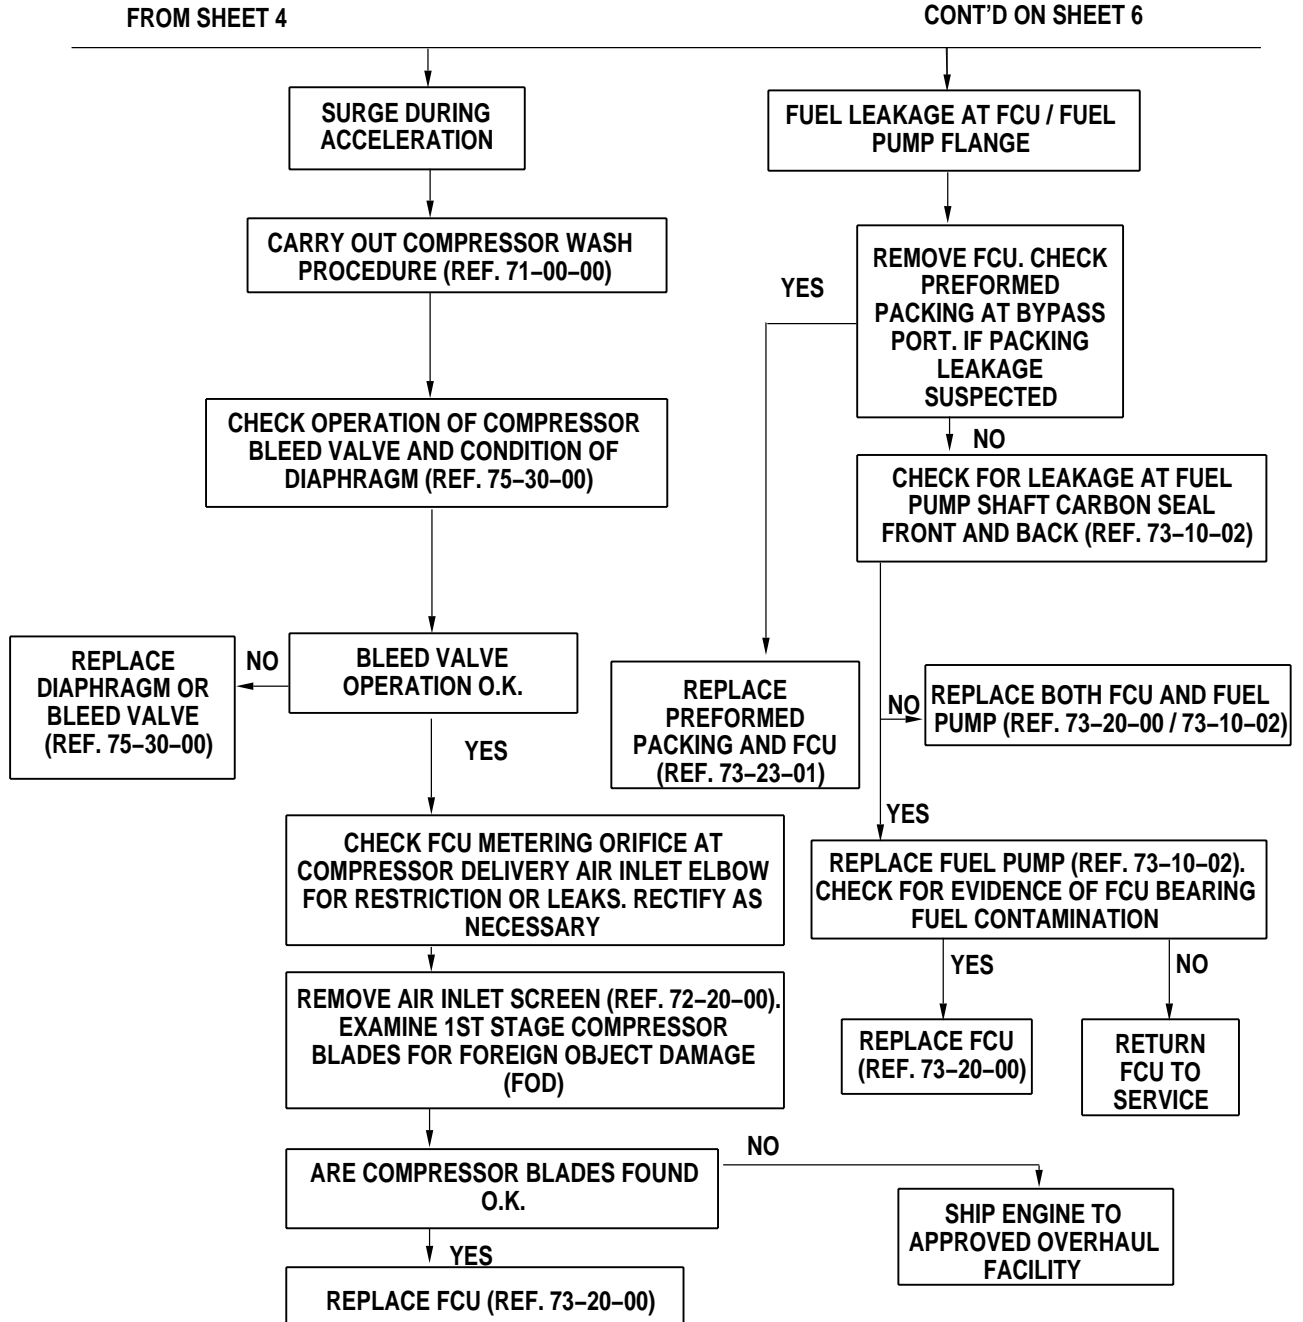 FROM SHEET 4
CONT'D ON SHEET 6
SURGE DURING
ACCELERATION
CARRY OUT COMPRESSOR WASH
PROCEDURE (REF. 71–00–00)
CHECK OPERATION OF COMPRESSOR
BLEED VALVE AND CONDITION OF
DIAPHRAGM (REF. 75–30–00)
BLEED VALVE
OPERATION O.K.
NO
REPLACE
DIAPHRAGM OR
BLEED VALVE
(REF. 75–30–00)
YES
CHECK FCU METERING ORIFICE AT
COMPRESSOR DELIVERY AIR INLET ELBOW
FOR RESTRICTION OR LEAKS. RECTIFY AS
NECESSARY
REMOVE AIR INLET SCREEN (REF. 72–20–00).
EXAMINE 1ST STAGE COMPRESSOR
BLADES FOR FOREIGN OBJECT DAMAGE
(FOD)
ARE COMPRESSOR BLADES FOUND
O.K.
NO
SHIP ENGINE TO
APPROVED OVERHAUL
FACILITY
YES
REPLACE FCU (REF. 73–20–00)
FUEL LEAKAGE AT FCU / FUEL
PUMP FLANGE
REMOVE FCU. CHECK
PREFORMED
PACKING AT BYPASS
PORT. IF PACKING
LEAKAGE
SUSPECTED
YES
REPLACE
PREFORMED
PACKING AND FCU
(REF. 73–23–01)
NO
CHECK FOR LEAKAGE AT FUEL
PUMP SHAFT CARBON SEAL
FRONT AND BACK (REF. 73–10–02)
NO
REPLACE BOTH FCU AND FUEL
PUMP (REF. 73–20–00 / 73–10–02)
YES
REPLACE FUEL PUMP (REF. 73–10–02).
CHECK FOR EVIDENCE OF FCU BEARING
FUEL CONTAMINATION
YES
REPLACE FCU
(REF. 73–20–00)
NO
RETURN
FCU TO
SERVICE